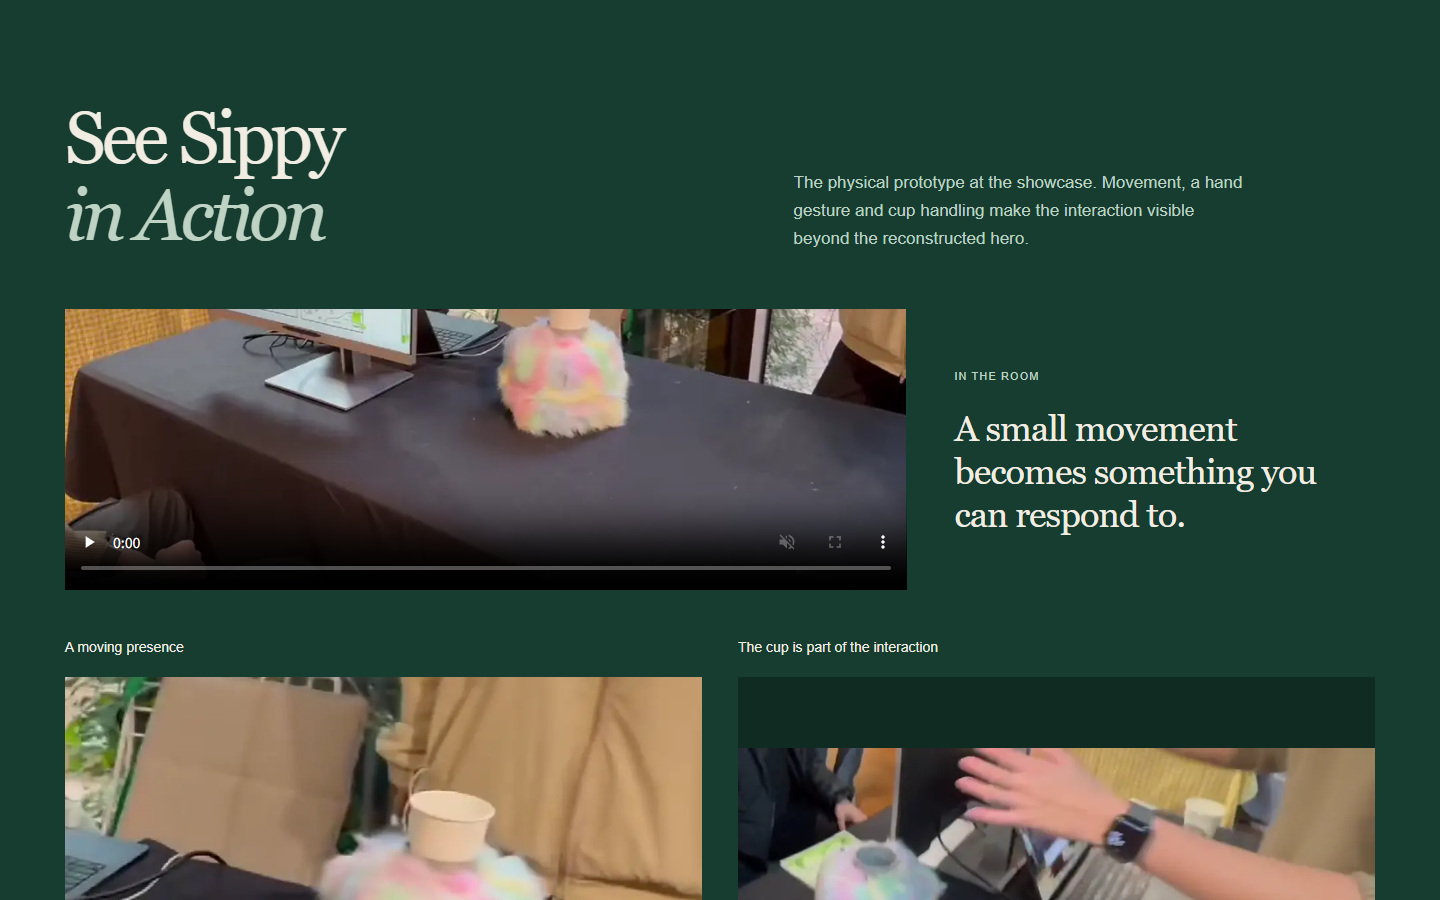 See Sippy
in Action
The physical prototype at the showcase. Movement, a hand
gesture and cup handling make the interaction visible
beyond the reconstructed hero.
0:00
IN THE ROOM
A small movement
becomes something you
can respond to.
A moving presence
The cup is part of the interaction